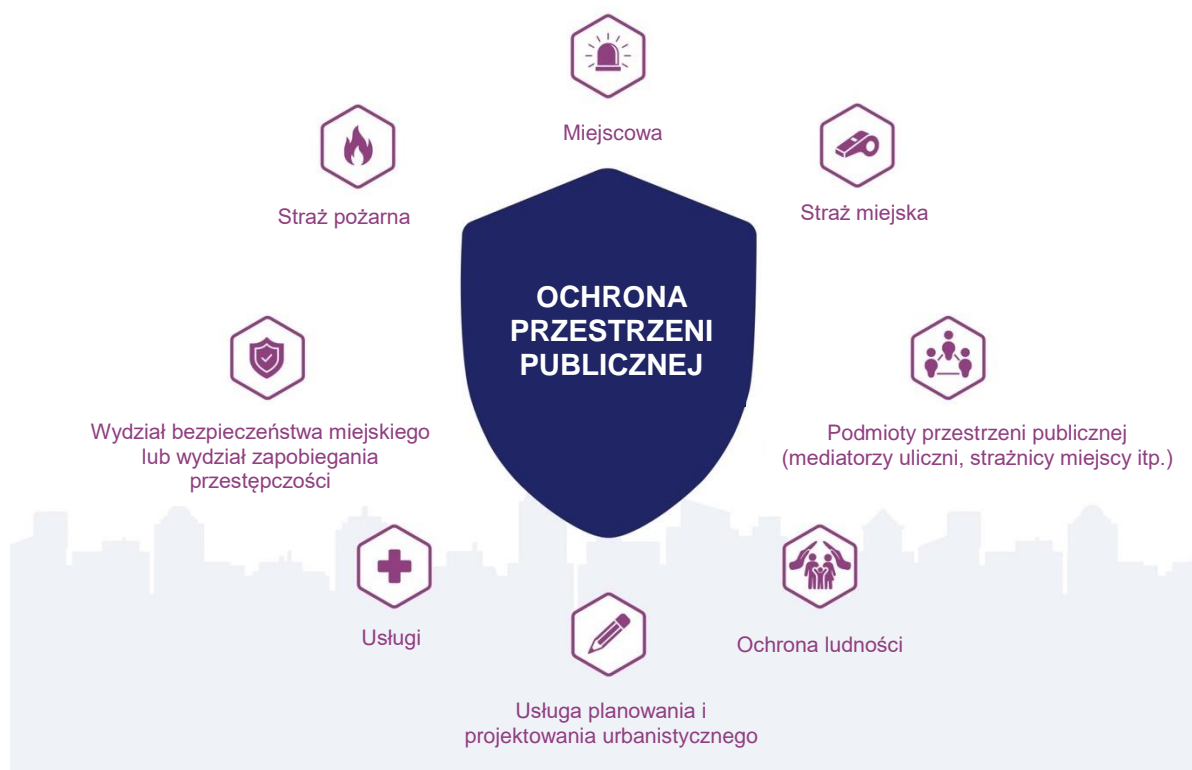 Miejscowa
Straż pożarna
Straż miejska
OCHRONA
PRZESTRZENI
PUBLICZNEJ
Wydział bezpieczeństwa miejskiego
lub wydział zapobiegania
przestępczości
Podmioty przestrzeni publicznej
(mediatorzy uliczni, strażnicy miejscy itp.)
Usługi
Ochrona ludności
Usługa planowania i
projektowania urbanistycznego